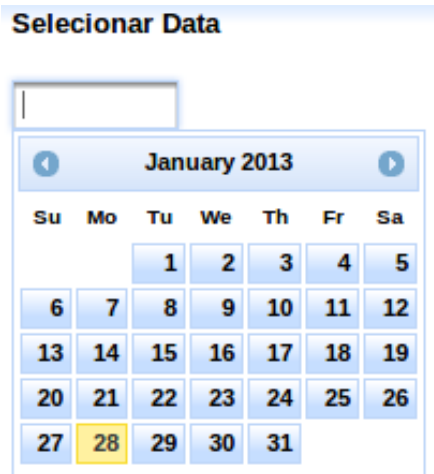 Selecionar Data
January 2013
Su Mo Tu We Th Fr Sa
1 2 3 4 5
6 7 8 9 10 11 12
13 14 15 16 17 18 19
20 21 22 23 24 25 26
27 28 29 30 31